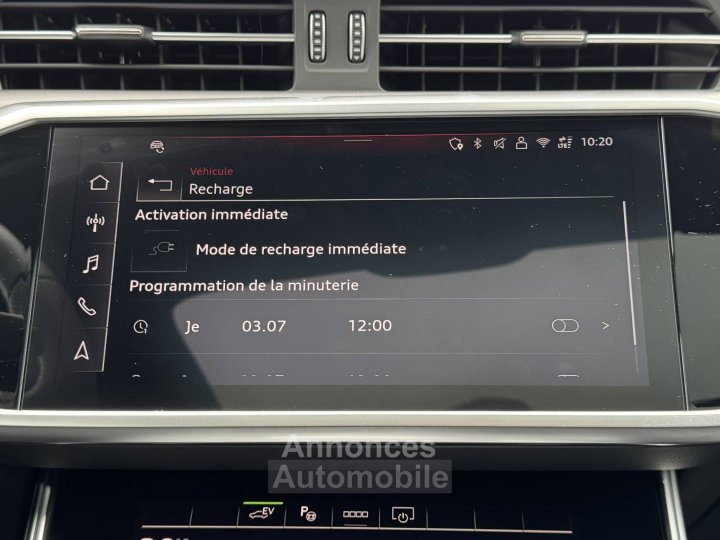 LTE 10:20
Véhicule
Recharge
Activation immédiate
Mode de recharge immédiate
Programmation de la minuterie
Je 03.07 12:00
Annonces
Automobile
EV P